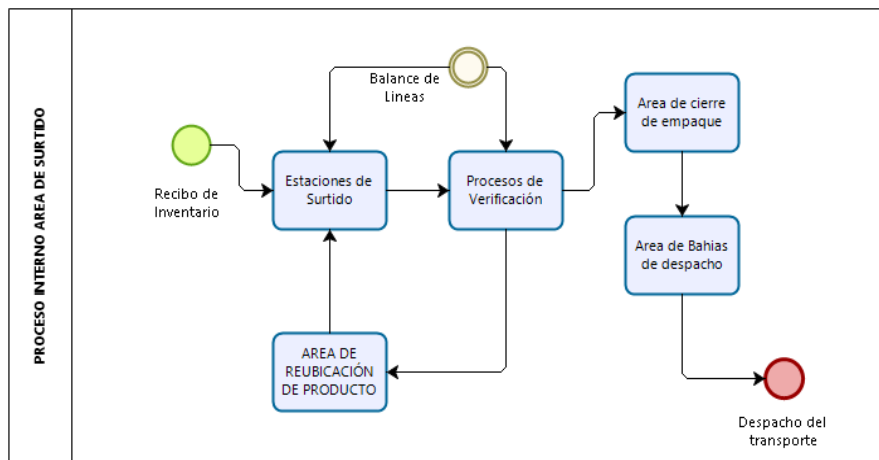 PROCESO INTERNO AREA DE SURTIDO
Balance de
Lineas
Area de cierre
de empaque
Recibo de
Inventario
Estaciones de
Surtido
Procesos de
Verificación
Area de Bahias
de despacho
AREA DE
REUBICACIÓN
DE PRODUCTO
Despacho del
transporte